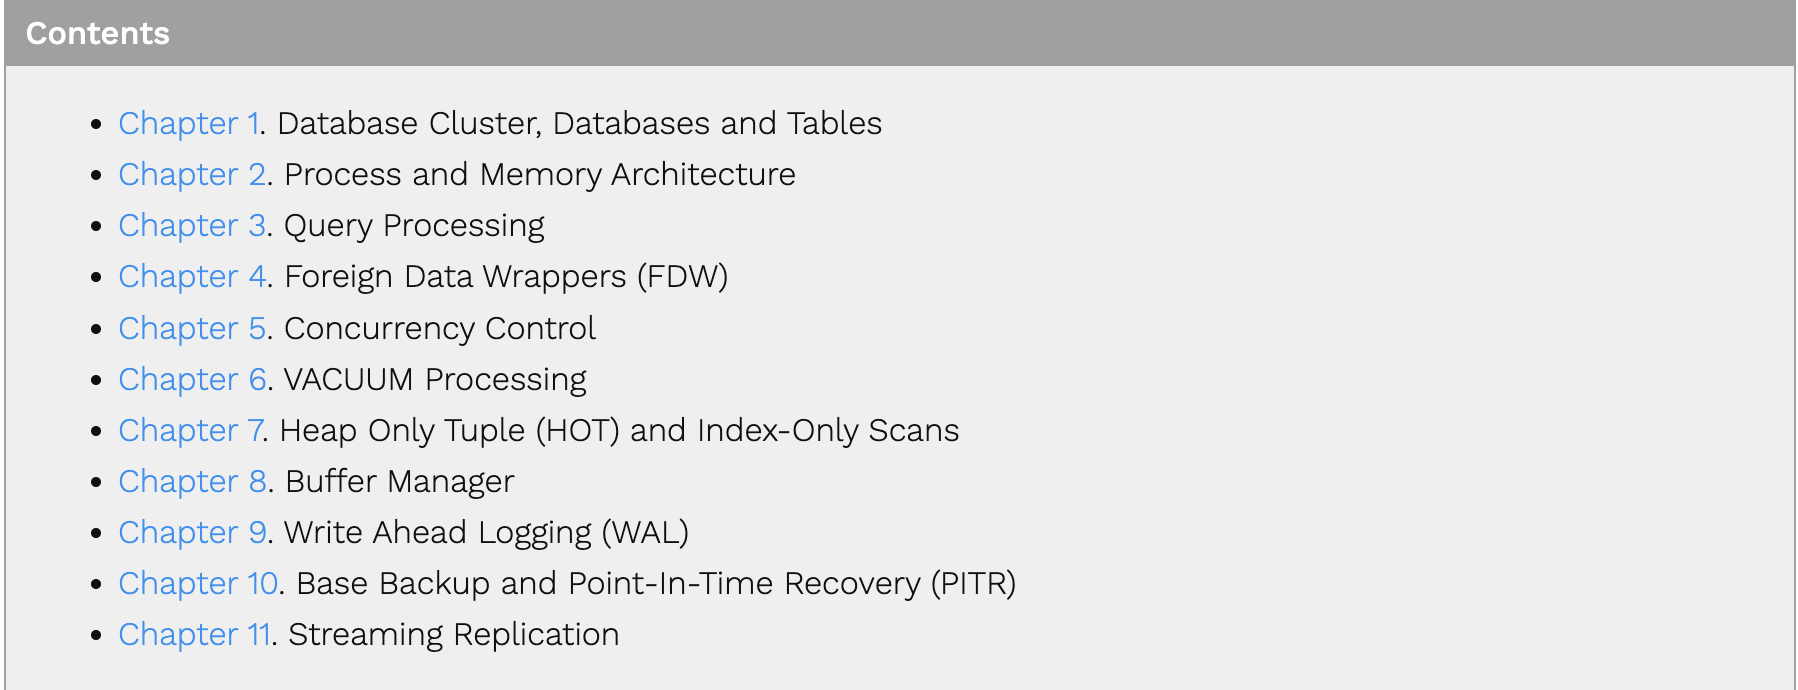 Contents
Chapter 1. Database Cluster, Databases and Tables
Chapter 2. Process and Memory Architecture
Chapter 3. Query Processing
Chapter 4. Foreign Data Wrappers (FDW)
Chapter 5. Concurrency Control
Chapter 6. VACUUM Processing
Chapter 7. Heap Only Tuple (HOT) and Index-Only Scans
Chapter 8. Buffer Manager
Chapter 9. Write Ahead Logging (WAL)
Chapter 10. Base Backup and Point-In-Time Recovery (PITR)
Chapter 11. Streaming Replication